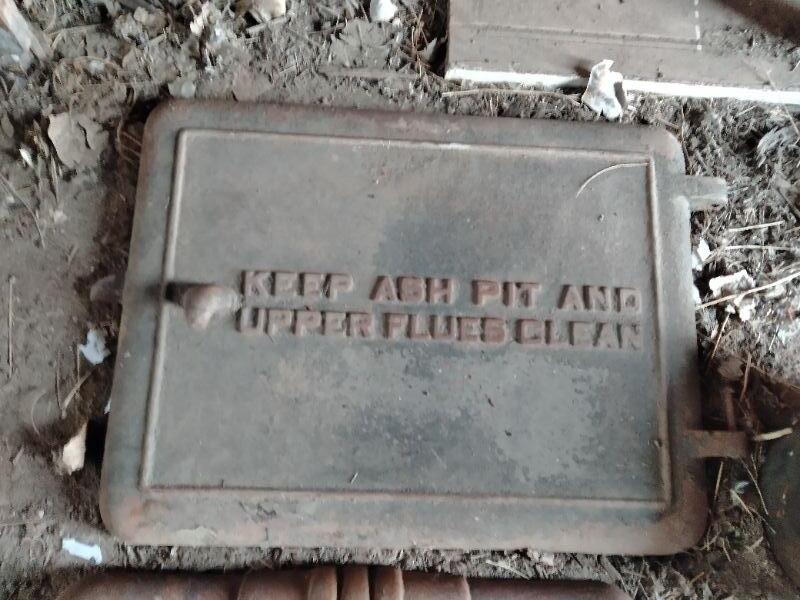 KEEP ASH PIT AND
UPPER FLUES CLEAN